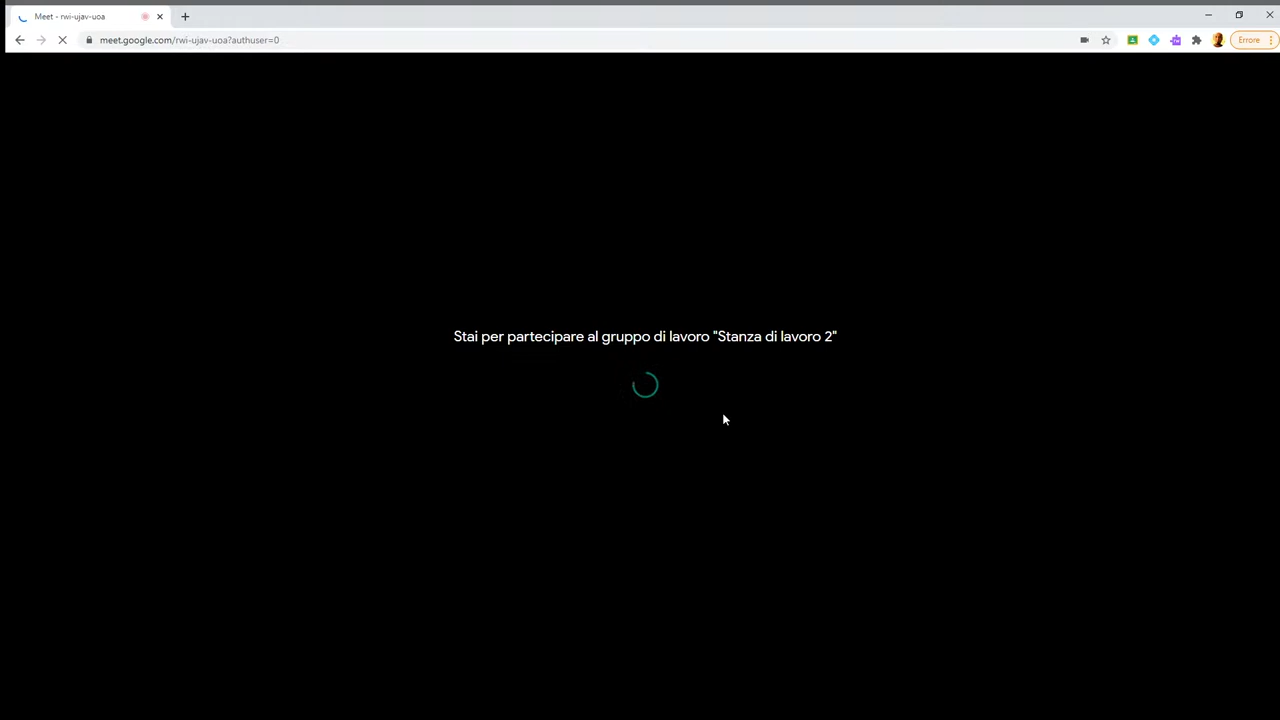 Meet - rwi-ujav-uoa
meet.google.com/rwi-ujav-uoa?authuser=0
Errore
Stai per partecipare al gruppo di lavoro "Stanza di lavoro 2"